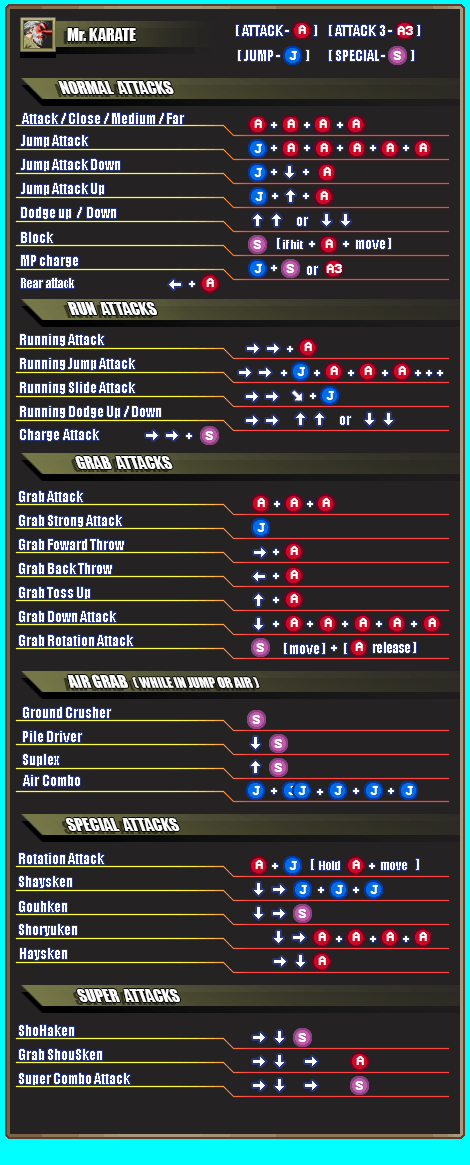 Mr. KARATE [ ATTACK - A ] [ ATTACK 3 - A3 ]
[ JUMP - J ] [ SPECIAL - S ]
NORMAL ATTACKS
Attack / Close / Medium / Far A + A + A + A
Jump Attack J + A + A + A + A + A
Jump Attack Down J + ↓ + A
Jump Attack Up J + ↑ + A
Dodge up / Down ↑ ↑ or ↓ ↓
Block S [ if hit + A + move ]
MP charge J + S or A3
Rear attack ← + A
RUN ATTACKS
Running Attack → → + A
Running Jump Attack → → + J + A + A + A + + +
Running Slide Attack → → ↘ + J
Running Dodge Up / Down → → ↑ ↑ or ↓ ↓
Charge Attack → → + S
GRAB ATTACKS
Grab Attack A + A + A
Grab Strong Attack J
Grab Foward Throw → + A
Grab Back Throw ← + A
Grab Toss Up ↑ + A
Grab Down Attack ↓ + A + A + A + A + A
Grab Rotation Attack S [ move ] + [ A release ]
AIR GRAB ( WHILE IN JUMP OR AIR )
Ground Crusher S
Pile Driver ↓ S
Suplex ↑ S
Air Combo J + J + J + J + J
SPECIAL ATTACKS
Rotation Attack A + J [ Hold A + move ]
Shaysken ↓ → J + J + J
Gouhken ↓ → S
Shoryuken ↓ → A + A + A + A
Haysken → ↓ A
SUPER ATTACKS
ShoHaken → ↓ S
Grab ShouSken → ↓ → A
Super Combo Attack → ↓ → S